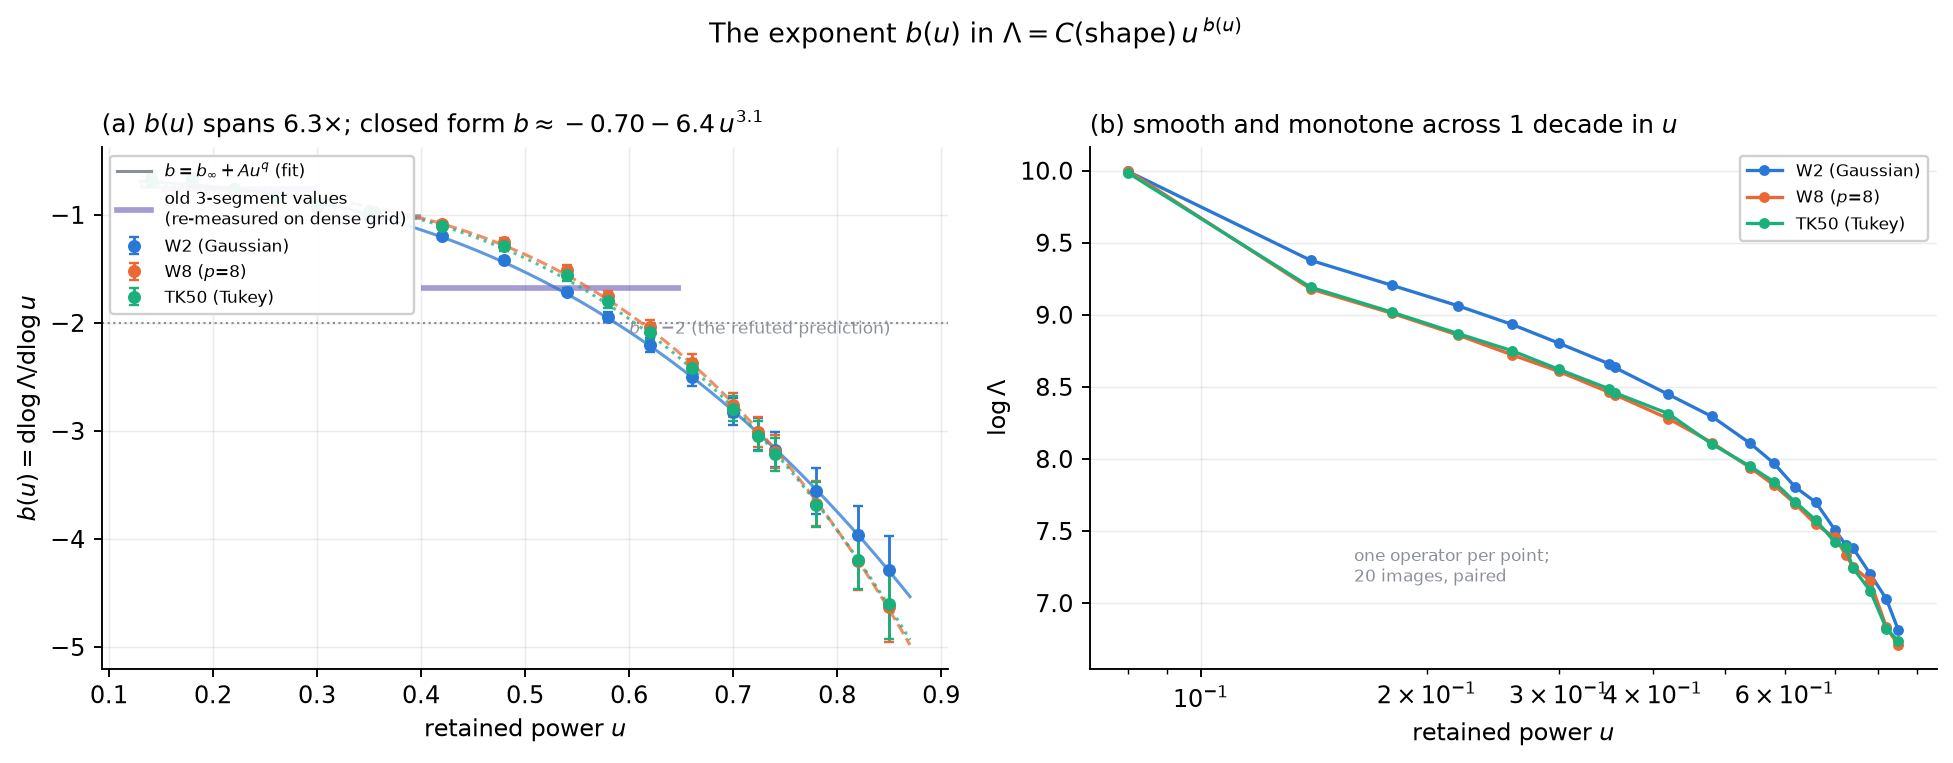 The exponent b(u) in Λ = C(shape) u^{b(u)}
(a) b(u) spans 6.3×; closed form b ≈ −0.70 − 6.4 u^{3.1}
b = b_∞ + Au^q (fit)
old 3-segment values
(re-measured on dense grid)
W2 (Gaussian)
W8 (p=8)
TK50 (Tukey)
−1
−2
−3
−4
−5
b(u) = dlog Λ/dlog u
−2 (the refuted prediction)
0.1 0.2 0.3 0.4 0.5 0.6 0.7 0.8 0.9
retained power u
(b) smooth and monotone across 1 decade in u
W2 (Gaussian)
W8 (p=8)
TK50 (Tukey)
10.0
9.5
9.0
8.5
8.0
7.5
7.0
log Λ
one operator per point;
20 images, paired
10⁻¹ 2 × 10⁻¹ 3 × 10⁻¹ 4 × 10⁻¹ 6 × 10⁻¹
retained power u